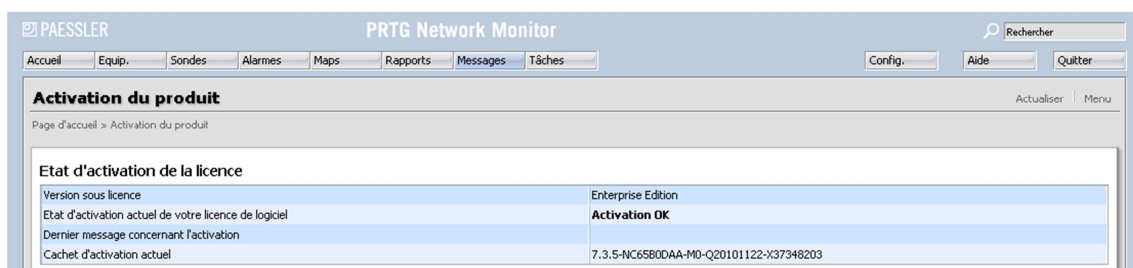 PAESSLER PRTG Network Monitor Rechercher
Accueil Equip. Sondes Alarmes Maps Rapports Messages Tâches Config. Aide Quitter
Activation du produit Actualiser Menu
Page d'accueil » Activation du produit
Etat d'activation de la licence
Version sous licence Enterprise Edition
Etat d'activation actuel de votre licence de logiciel Activation OK
Dernier message concernant l'activation
Cachet d'activation actuel 7.3.5-NC65B0DAA-M0-Q20101122-X37348203